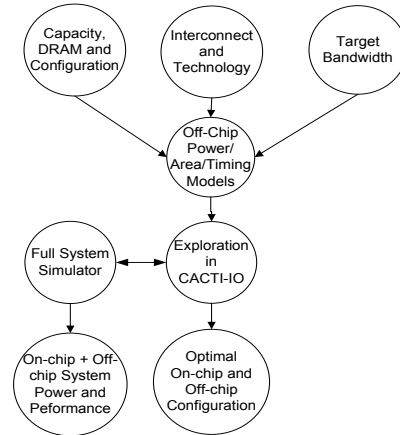 Capacity,
DRAM and
Configuration
Interconnect
and
Technology
Target
Bandwidth
Off-Chip
Power/
Area/Timing
Models
Full System
Simulator
Exploration
in
CACTI-IO
On-chip + Off-
chip System
Power and
Peformance
Optimal
On-chip and
Off-chip
Configuration